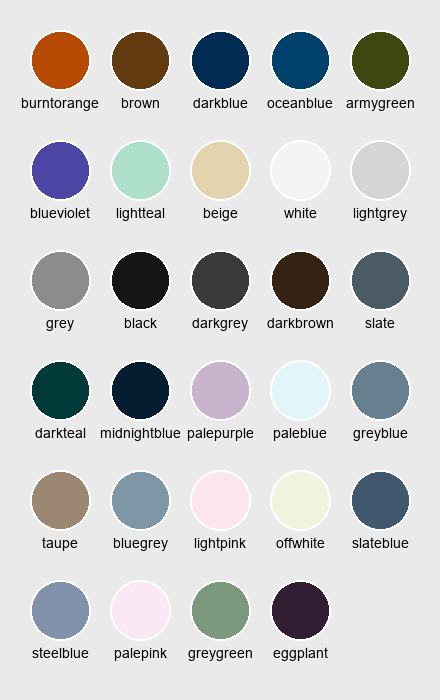 burntorange brown darkblue oceanblue armygreen
blueviolet lightteal beige white lightgrey
grey black darkgrey darkbrown slate
darkteal midnightblue palepurple paleblue greyblue
taupe bluegrey lightpink offwhite slateblue
steelblue palepink greygreen eggplant